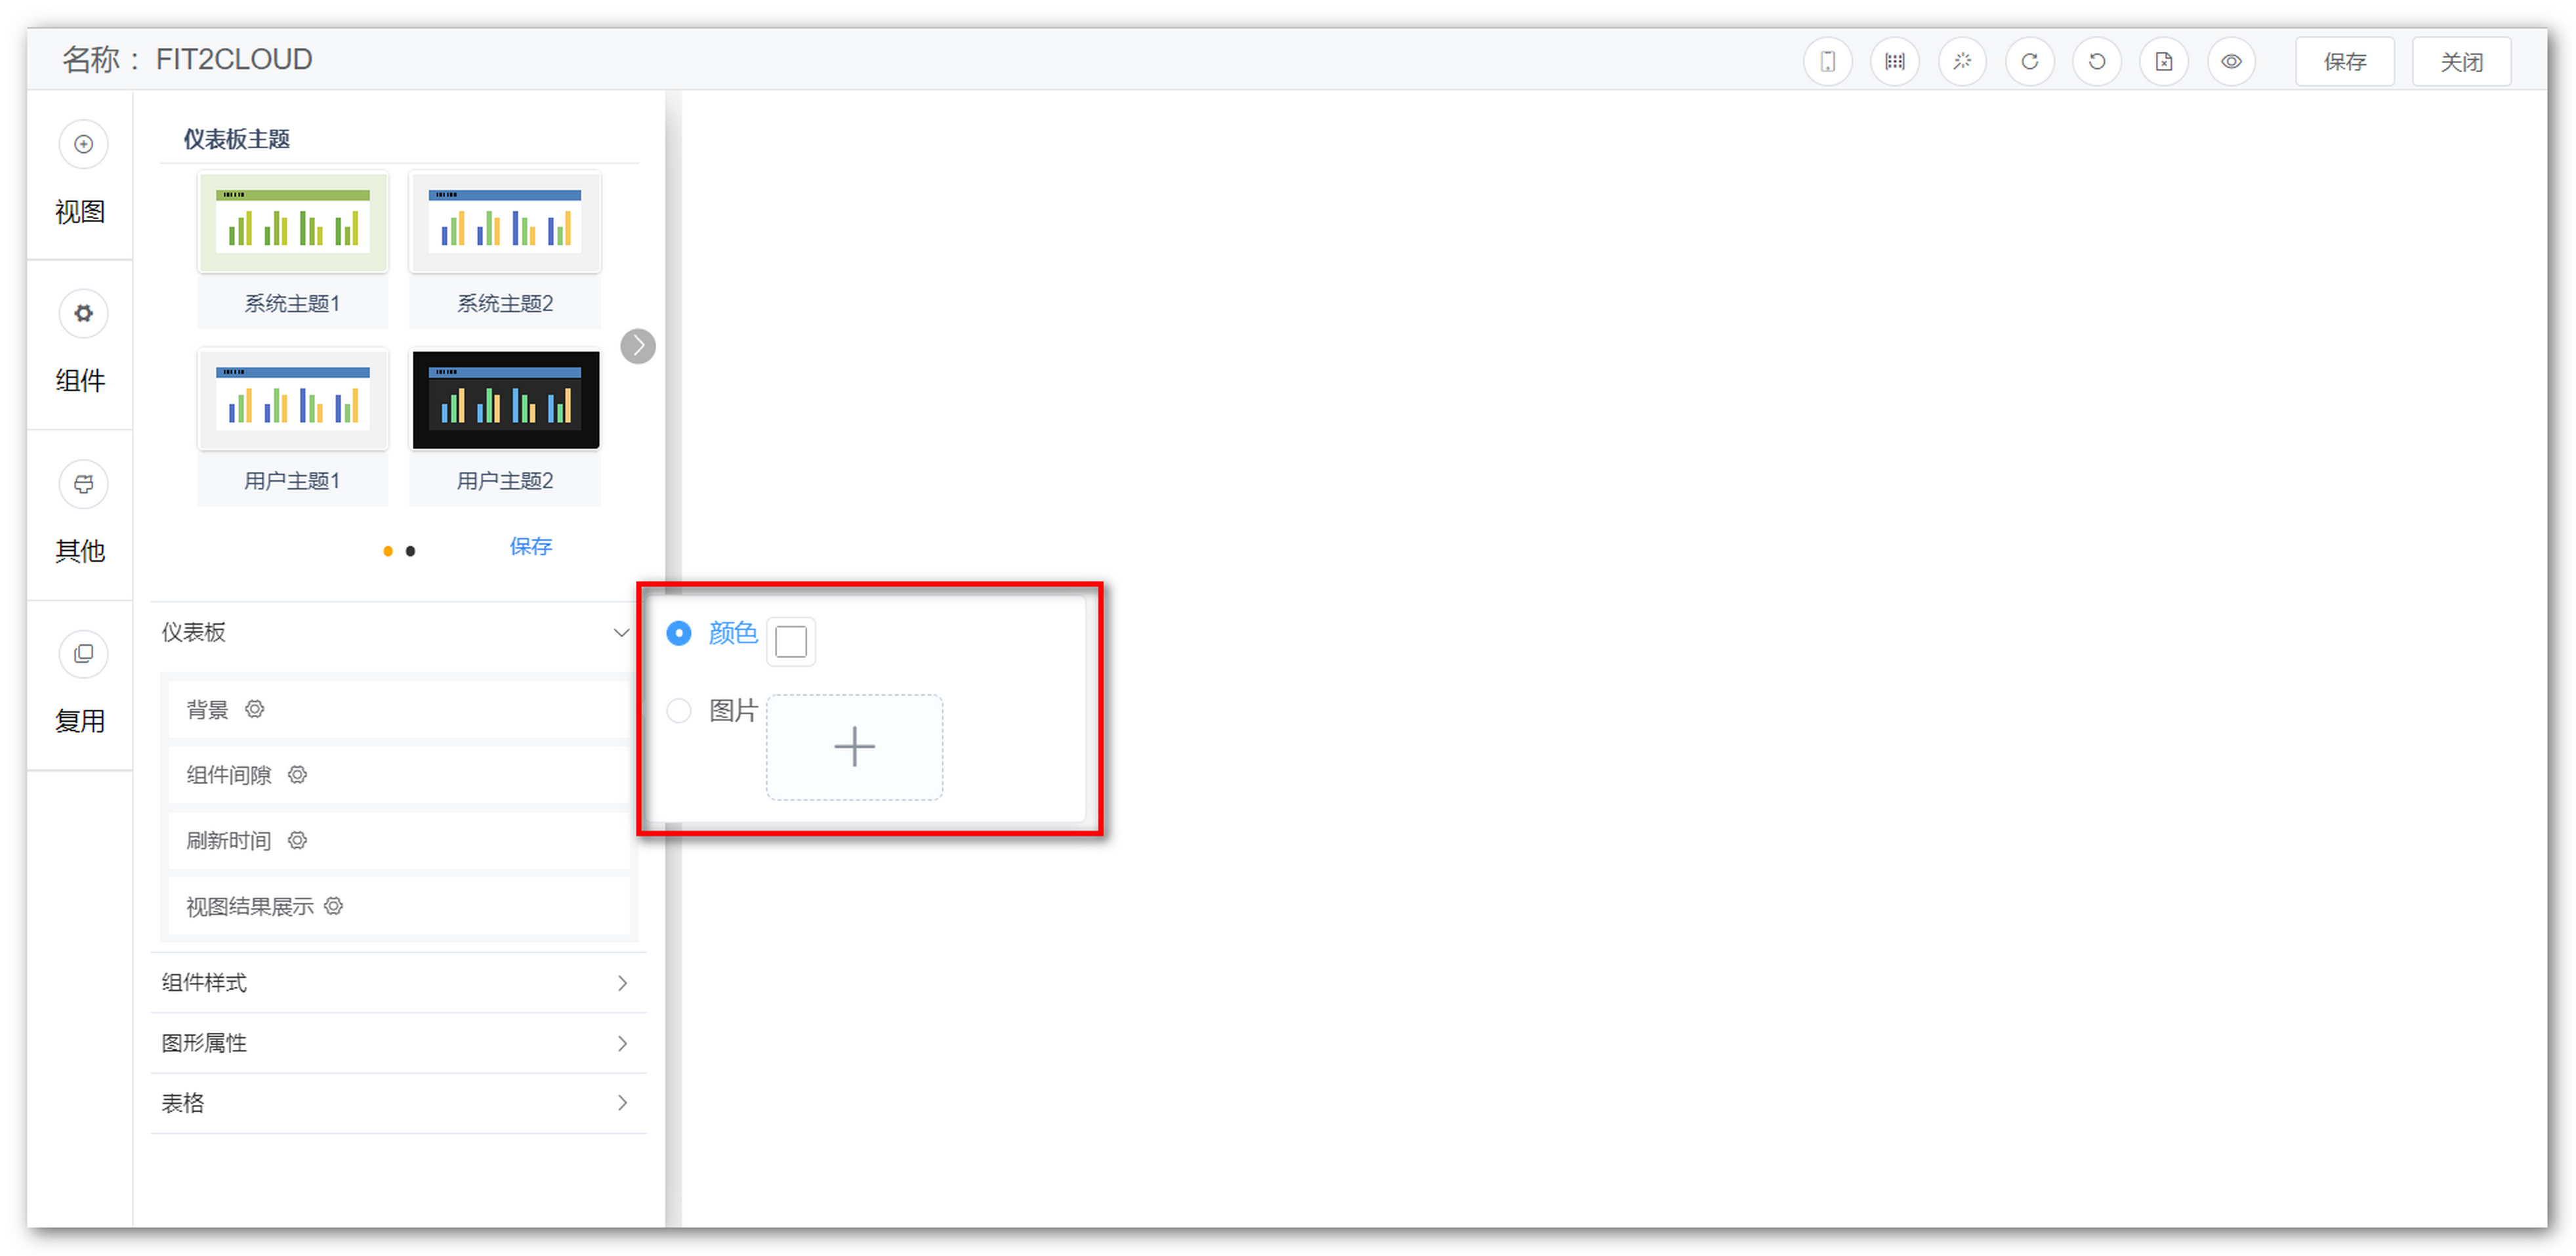 名称： FIT2CLOUD
保存
关闭
视图
组件
其他
复用
仪表板主题
系统主题1
系统主题2
用户主题1
用户主题2
保存
仪表板
背景
组件间隙
刷新时间
视图结果展示
组件样式
图形属性
表格
颜色
图片